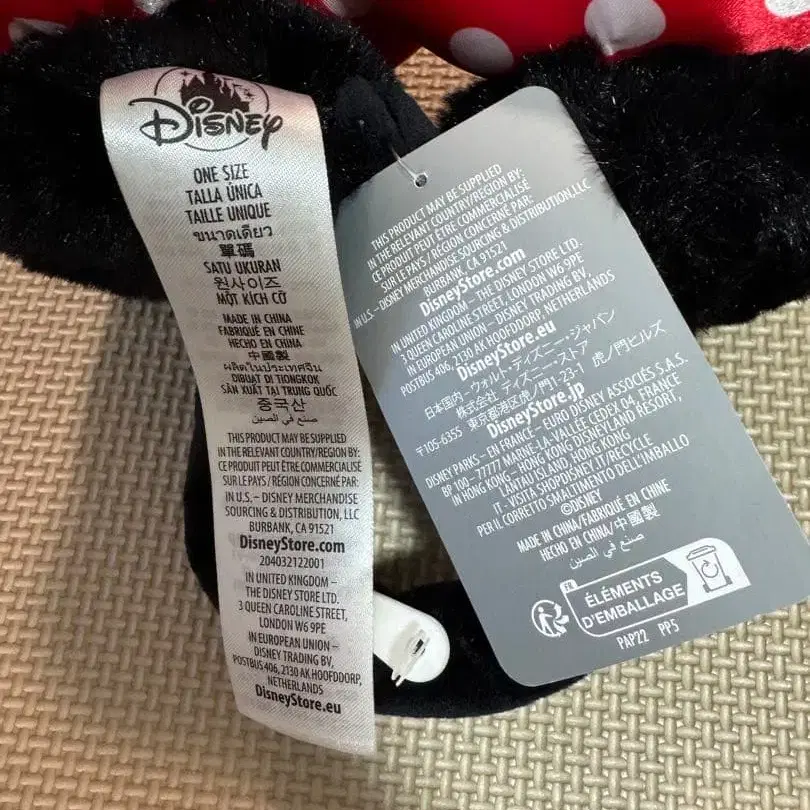 Disney
ONE SIZE
TALLA ÚNICA
TAILLE UNIQUE
ขนาดเดียว
單碼
SATU UKURAN
원사이즈
MỘT KÍCH CỠ
MADE IN CHINA
FABRIQUÉ EN CHINE
HECHO EN CHINA
中國製
ผลิตในประเทศจีน
DIBUAT DI TIONGKOK
SẢN XUẤT TẠI TRUNG QUỐC
중국산
صنع في الصين
THIS PRODUCT MAY BE SUPPLIED
IN THE RELEVANT COUNTRY/REGION BY:
CE PRODUIT PEUT ÊTRE COMMERCIALISÉ
SUR LE PAYS / RÉGION CONCERNÉ PAR:
IN U.S. – DISNEY MERCHANDISE
SOURCING & DISTRIBUTION, LLC
BURBANK, CA 91521
DisneyStore.com
204032122001
IN UNITED KINGDOM –
THE DISNEY STORE LTD.
3 QUEEN CAROLINE STREET,
LONDON W6 9PE
IN EUROPEAN UNION –
DISNEY TRADING BV,
POSTBUS 406, 2130 AK HOOFDDORP,
NETHERLANDS
DisneyStore.eu
THIS PRODUCT MAY BE SUPPLIED
IN THE RELEVANT COUNTRY/REGION BY:
CE PRODUIT PEUT ÊTRE COMMERCIALISÉ
SUR LE PAYS / RÉGION CONCERNÉ PAR:
IN U.S. – DISNEY MERCHANDISE SOURCING & DISTRIBUTION, LLC
BURBANK, CA 91521
DisneyStore.com
IN UNITED KINGDOM – THE DISNEY STORE LTD.
3 QUEEN CAROLINE STREET, LONDON W6 9PE
IN EUROPEAN UNION – DISNEY TRADING BV,
POSTBUS 406, 2130 AK HOOFDDORP, NETHERLANDS
DisneyStore.eu
日本国内 – ウォルト・ディズニー・ジャパン
株式会社 ディズニーストア
〒105-6355 東京都港区虎ノ門1-23-1 虎ノ門ヒルズ
DisneyStore.jp
DISNEY PARKS – EN FRANCE – EURO DISNEY ASSOCIÉS S.A.S.
BP 00 – 77777 MARNE-LA-VALLÉE CEDEX 04, FRANCE
IN HONG KONG – HONG KONG DISNEYLAND RESORT,
LANTAU ISLAND, HONG KONG
IT - VISITA SHOPDISNEY.IT/RECYCLE
PER IL CORRETTO SMALTIMENTO DELL'IMBALLO
©DISNEY
MADE IN CHINA/FABRIQUÉ EN CHINE
HECHO EN CHINA/中國製
صنع في الصين
FR
ÉLÉMENTS
D'EMBALLAGE
PAP22 PP5